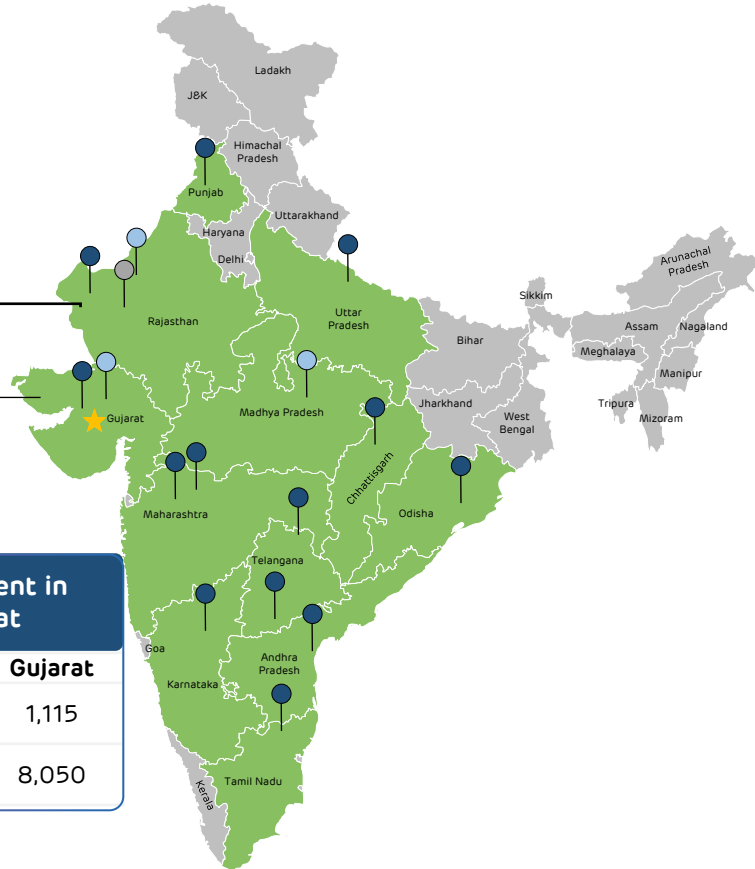 Ladakh
J&K
Himachal
Pradesh
Punjab
Uttarakhand
Haryana
Delhi
Arunachal
Pradesh
Sikkim
Rajasthan
Uttar
Pradesh
Assam
Nagaland
Bihar
Meghalaya
Manipur
Jharkhand
Tripura
Mizoram
West
Bengal
Madhya Pradesh
Gujarat
Chhattisgarh
Maharashtra
Odisha
Telangana
ent in
at
Goa
Andhra
Pradesh
Gujarat
Karnataka
1,115
8,050
Tamil Nadu
Kerala